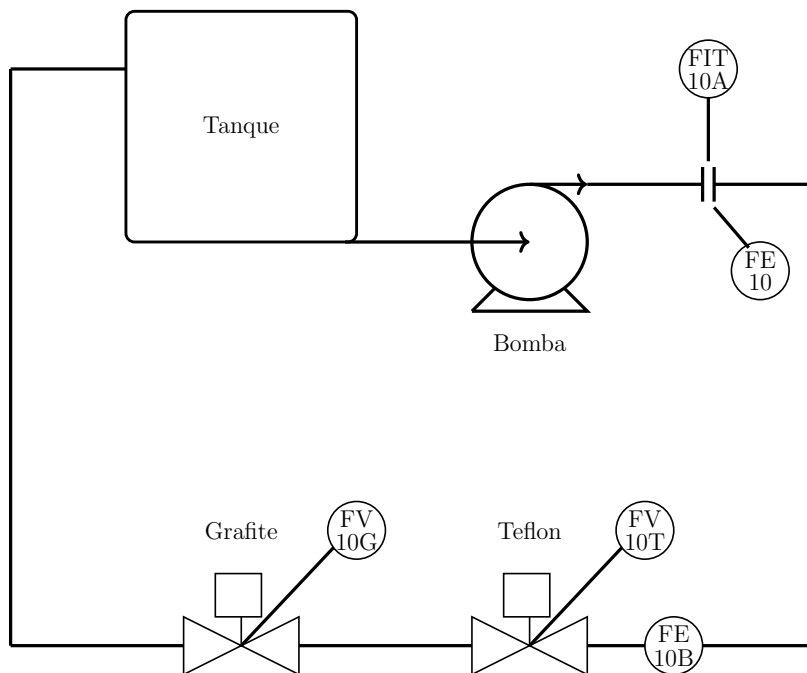 FIT
10A
Tanque
FE
10
Bomba
Grafite
FV
10G
Teflon
FV
10T
FE
10B